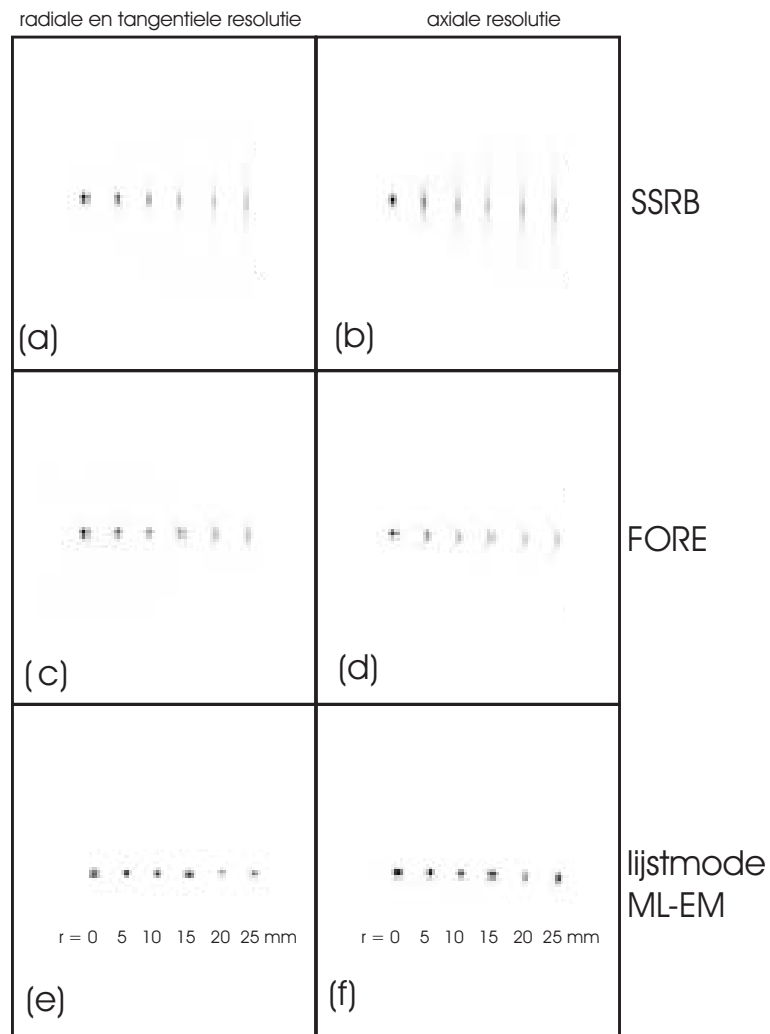 radiale en tangentiele resolutie
axiale resolutie
SSRB
(a)
(b)
FORE
(c)
(d)
lijstmode
ML-EM
r = 0 5 10 15 20 25 mm
r = 0 5 10 15 20 25 mm
(e)
(f)